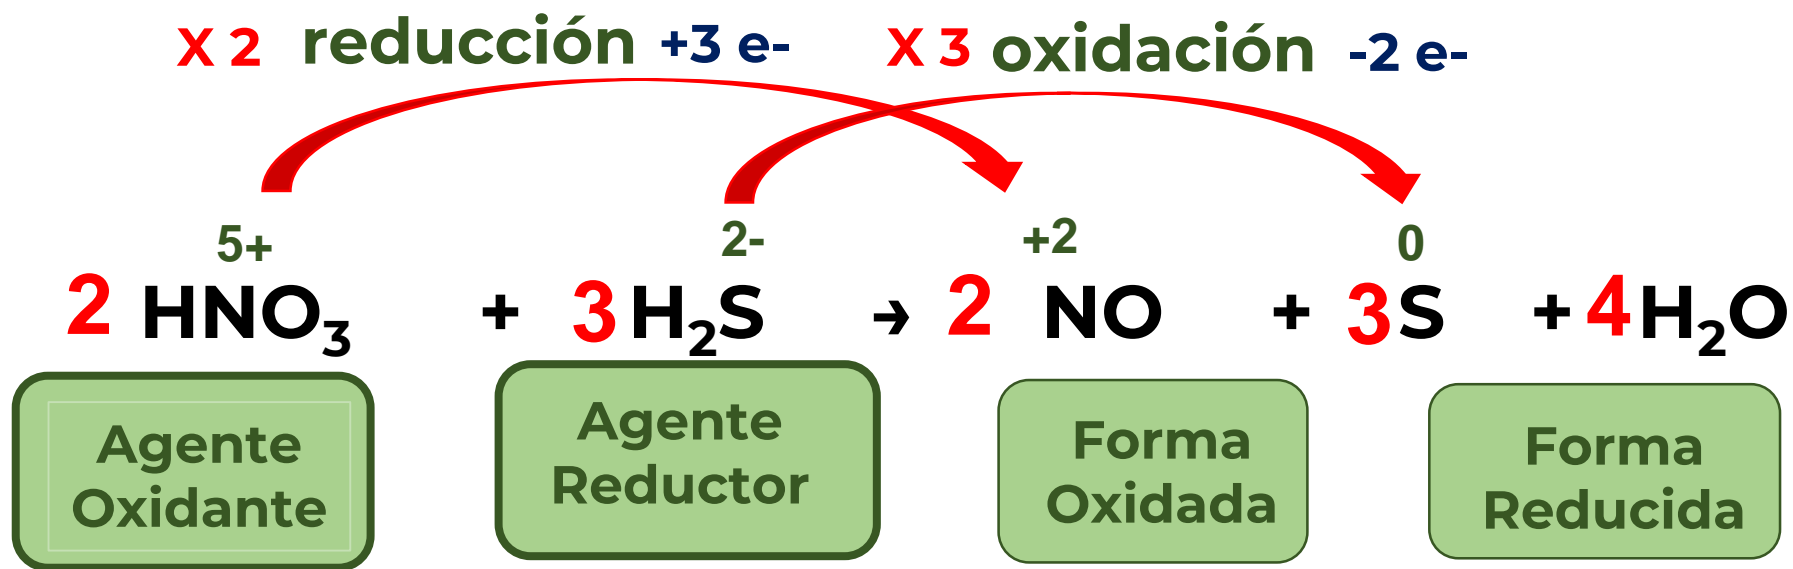 X 2 reducción +3 e- X 3 oxidación -2 e-
5+ 2- +2 0
2 HNO₃ + 3 H₂S → 2 NO + 3 S + 4 H₂O
Agente
Oxidante
Agente
Reductor
Forma
Oxidada
Forma
Reducida